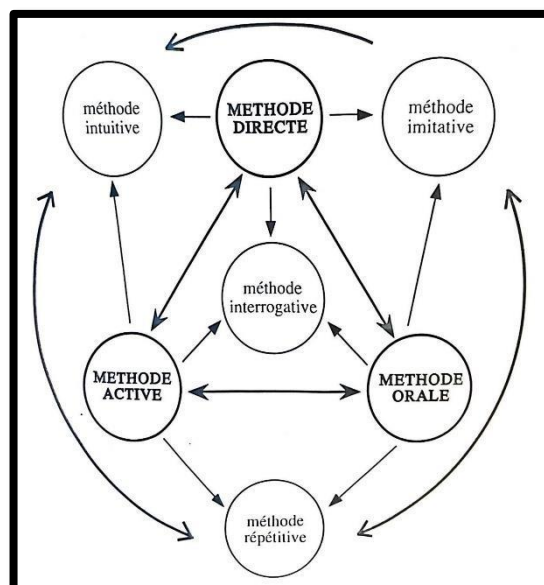 méthode
intuitive
METHODE
DIRECTE
méthode
imitative
méthode
interrogative
METHODE
ACTIVE
METHODE
ORALE
méthode
répétitive